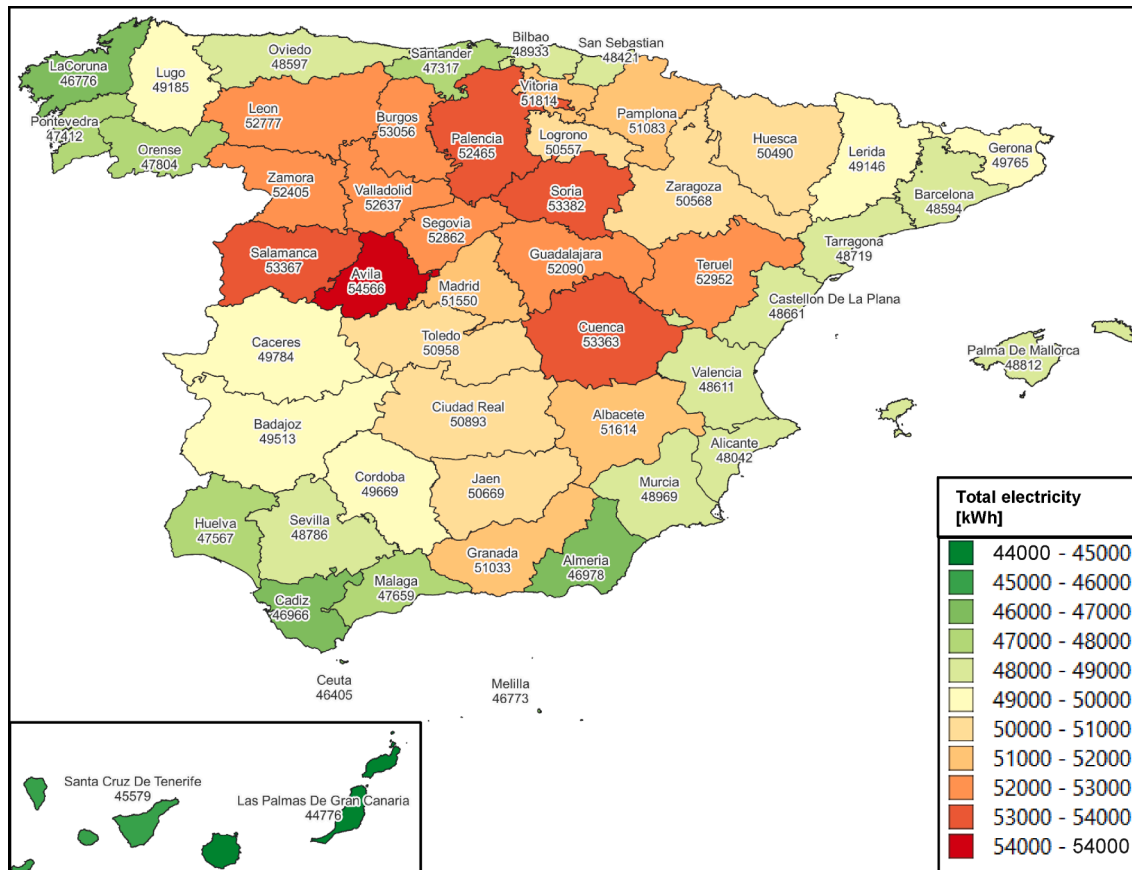 Bilbao
48933
San Sebastian
48421
Oviedo
48597
Santander
47317
LaCoruna
46776
Lugo
49185
Vitoria
51814
Leon
52777
Burgos
53056
Palencia
52465
Logrono
50557
Pamplona
51083
Huesca
50490
Lerida
49146
Gerona
49765
Pontevedra
47412
Orense
47804
Zamora
52405
Valladolid
52637
Soria
53382
Zaragoza
50568
Barcelona
48594
Segovia
52862
Tarragona
48719
Salamanca
53367
Avila
54566
Madrid
51550
Guadalajara
52090
Teruel
52952
Castellon De La Plana
48661
Caceres
49784
Toledo
50958
Cuenca
53363
Valencia
48611
Palma De Mallorca
48812
Badajoz
49513
Ciudad Real
50893
Albacete
51614
Alicante
48042
Cordoba
49669
Jaen
50669
Murcia
48969
Huelva
47567
Sevilla
48786
Granada
51033
Almeria
46978
Cadiz
46966
Malaga
47659
Ceuta
46405
Melilla
46773
Santa Cruz De Tenerife
45579
Las Palmas De Gran Canaria
44776
Total electricity
[kWh]
44000 - 45000
45000 - 46000
46000 - 47000
47000 - 48000
48000 - 49000
49000 - 50000
50000 - 51000
51000 - 52000
52000 - 53000
53000 - 54000
54000 - 54000